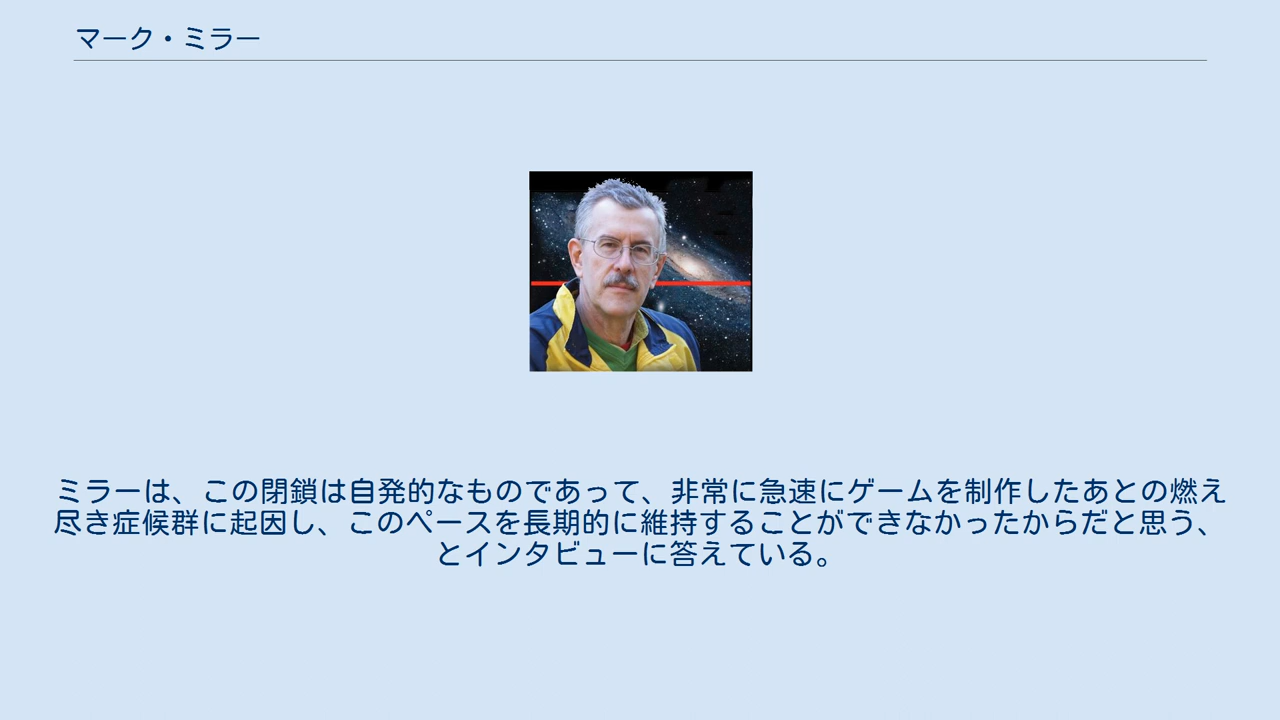 マーク・ミラー
ミラーは、この閉鎖は自発的なものであって、非常に急速にゲームを制作したあとの燃え
尽き症候群に起因し、このペースを長期的に維持することができなかったからだと思う、
とインタビューに答えている。